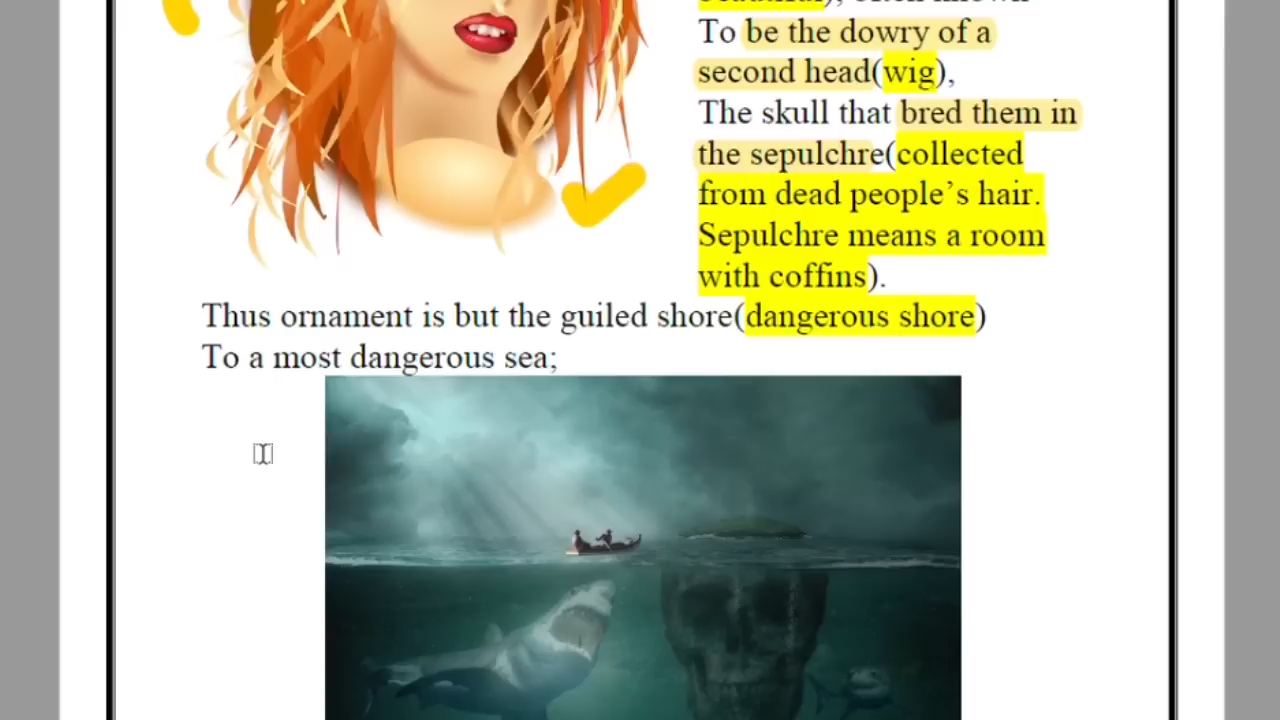 To be the dowry of a
second head(wig),
The skull that bred them in
the sepulchre(collected
from dead people’s hair.
Sepulchre means a room
with coffins).
Thus ornament is but the guiled shore(dangerous shore)
To a most dangerous sea;